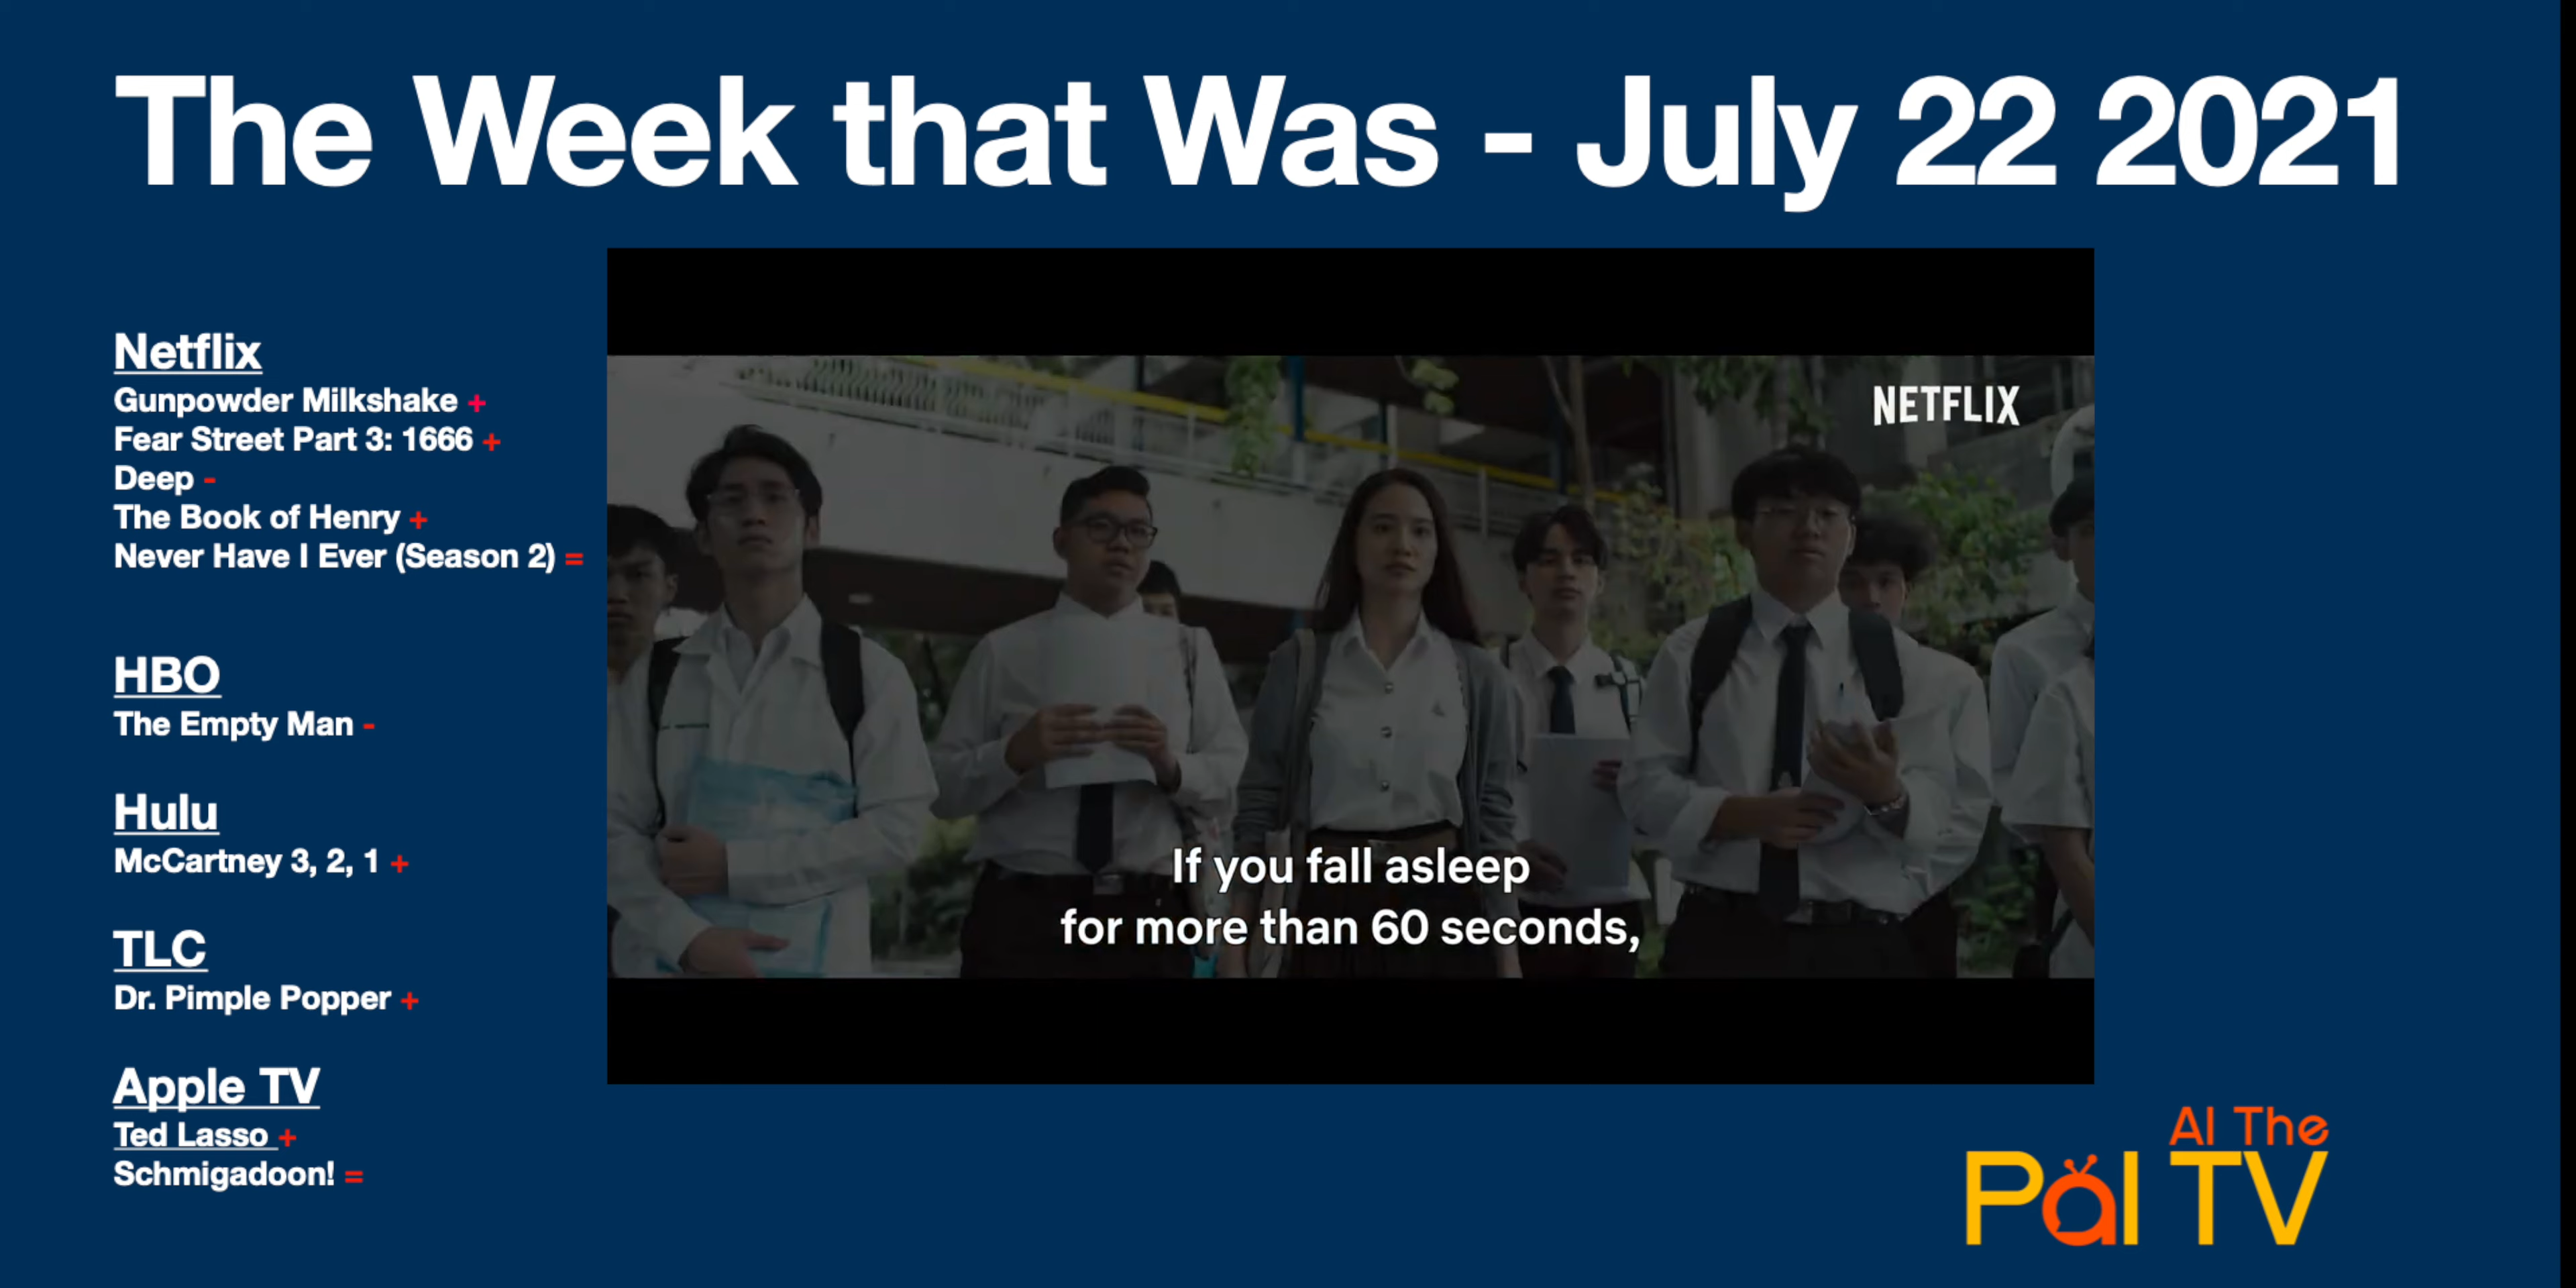 The Week that Was - July 22 2021
Netflix
Gunpowder Milkshake +
Fear Street Part 3: 1666 +
Deep -
The Book of Henry +
Never Have I Ever (Season 2) =
HBO
The Empty Man -
Hulu
McCartney 3, 2, 1 +
TLC
Dr. Pimple Popper +
Apple TV
Ted Lasso +
Schmigadoon! =
NETFLIX
If you fall asleep
for more than 60 seconds,
Al The
Pal TV